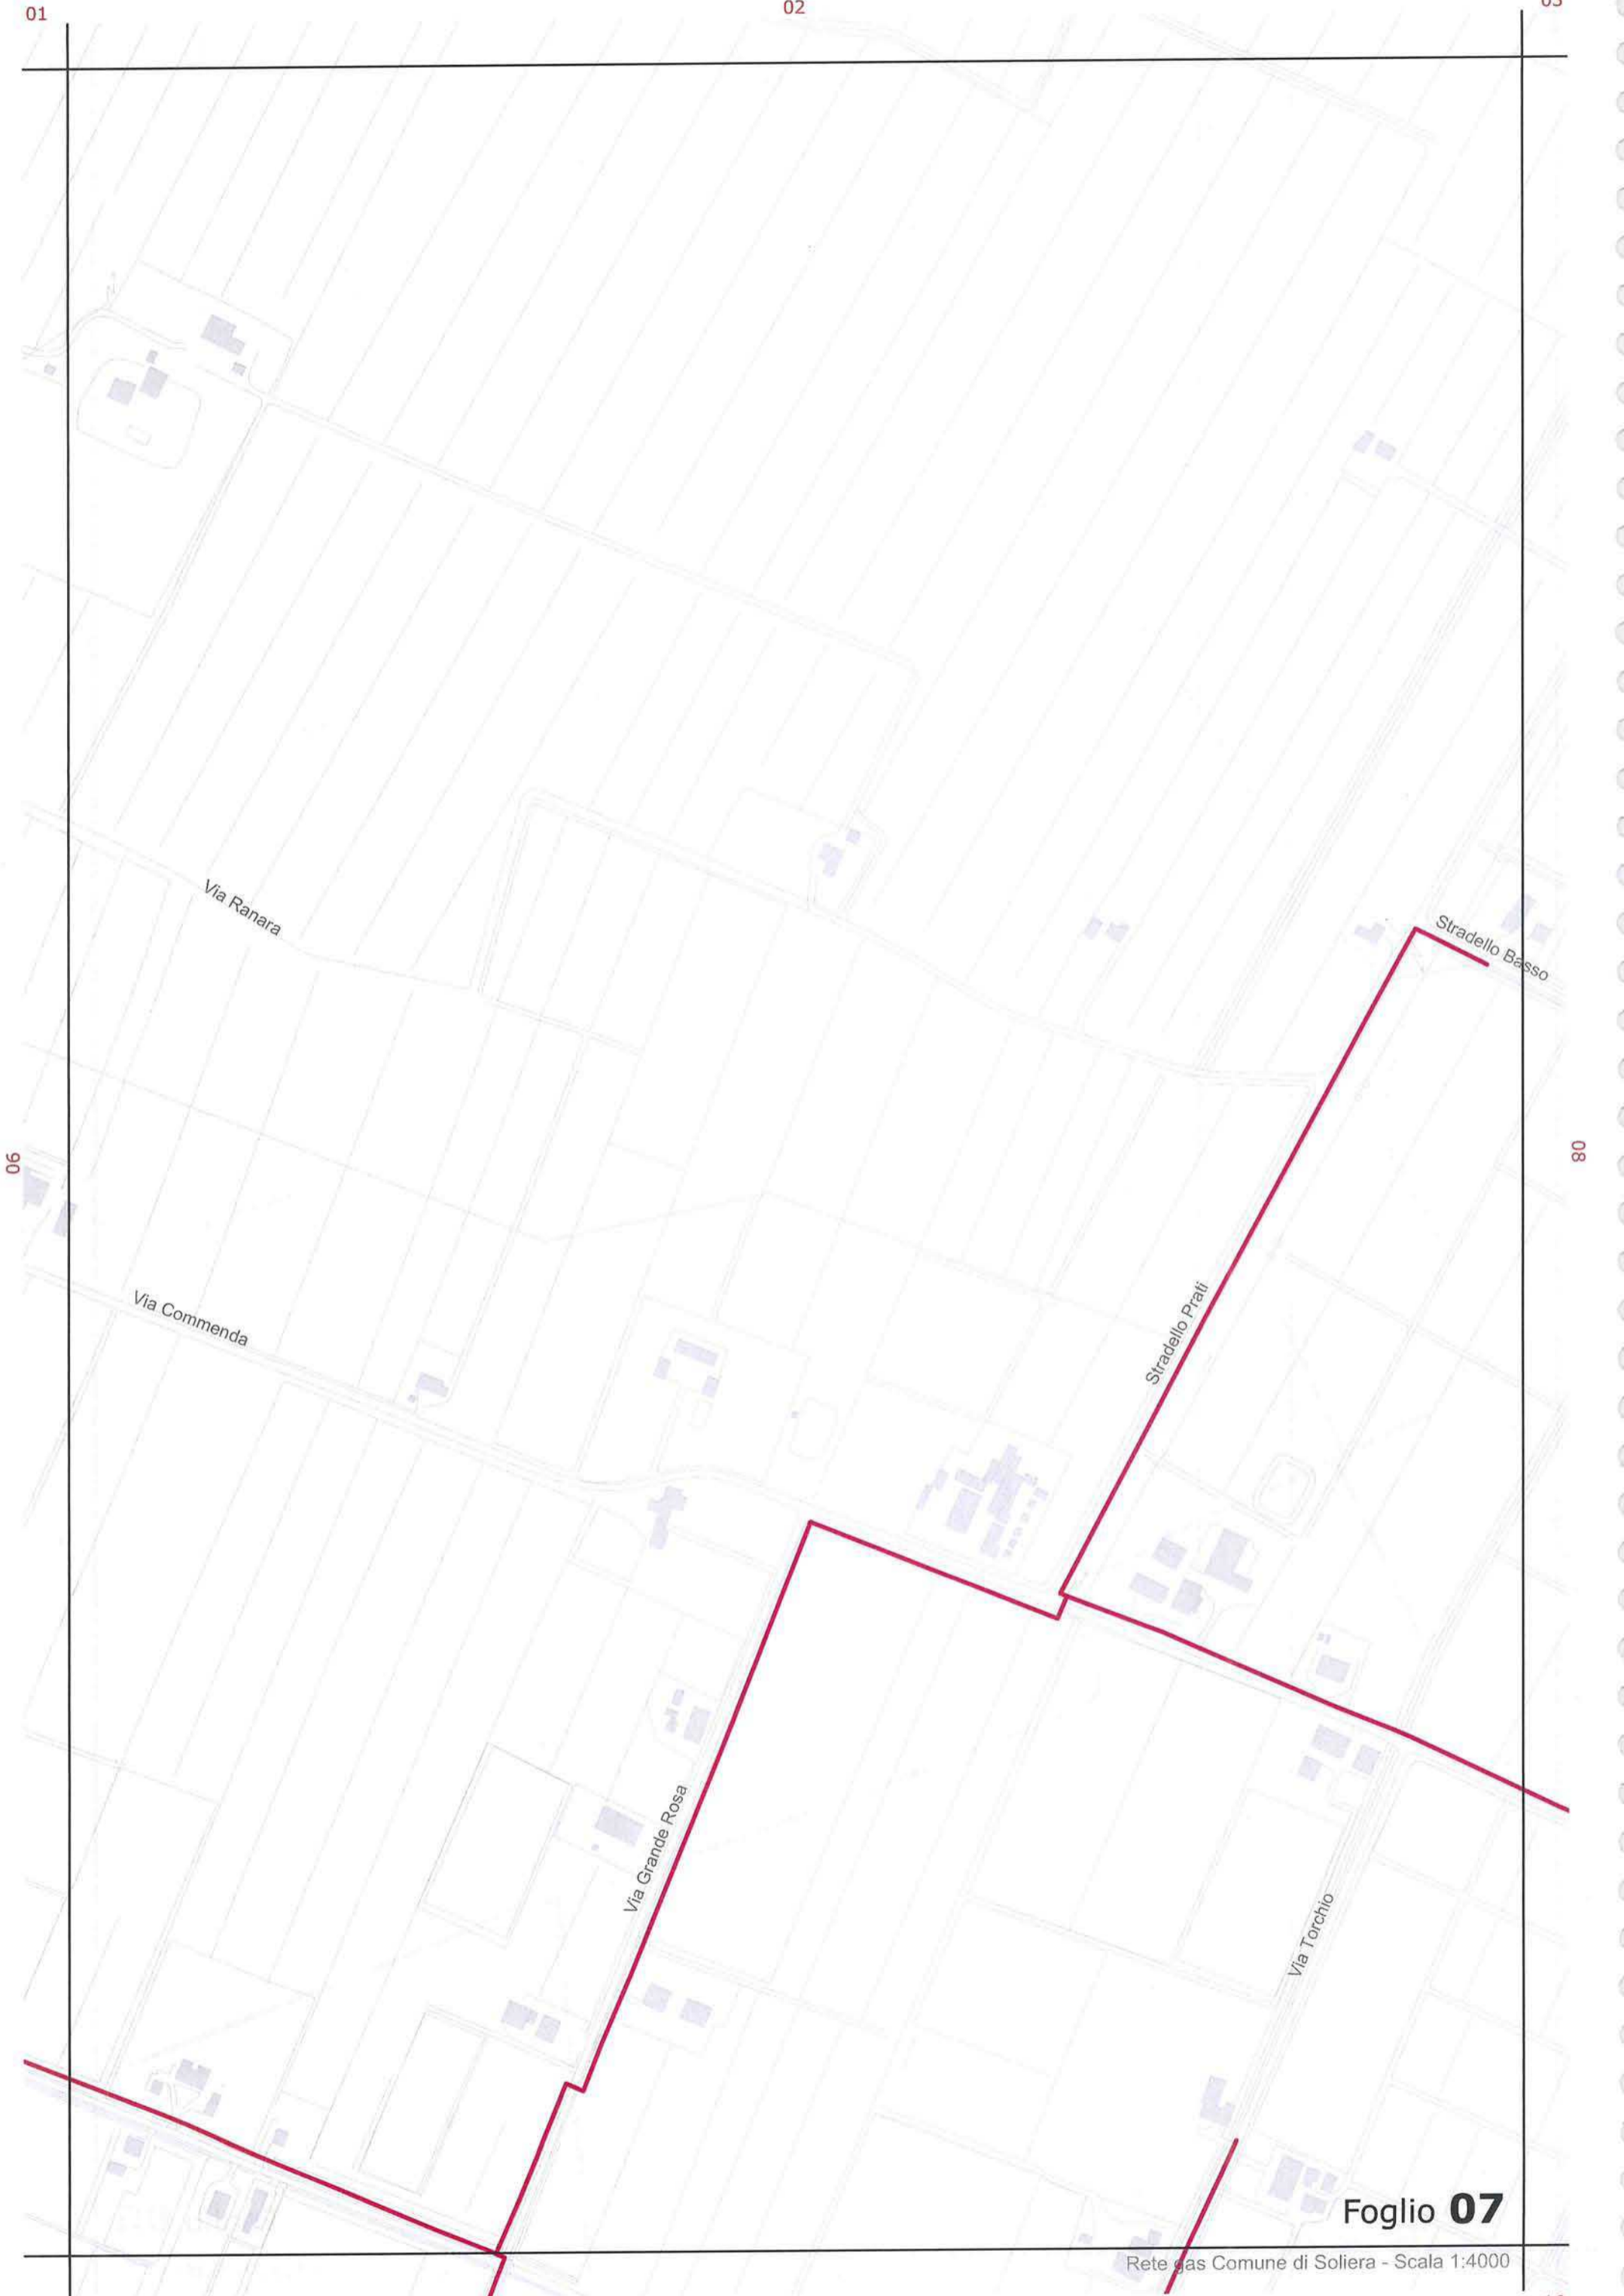 01
02
Via Ranara
Stradello Basso
06
08
Via Commenda
Stradello Prati
Via Grande Rosa
Via Torchio
Foglio 07
Rete gas Comune di Soliera - Scala 1:4000